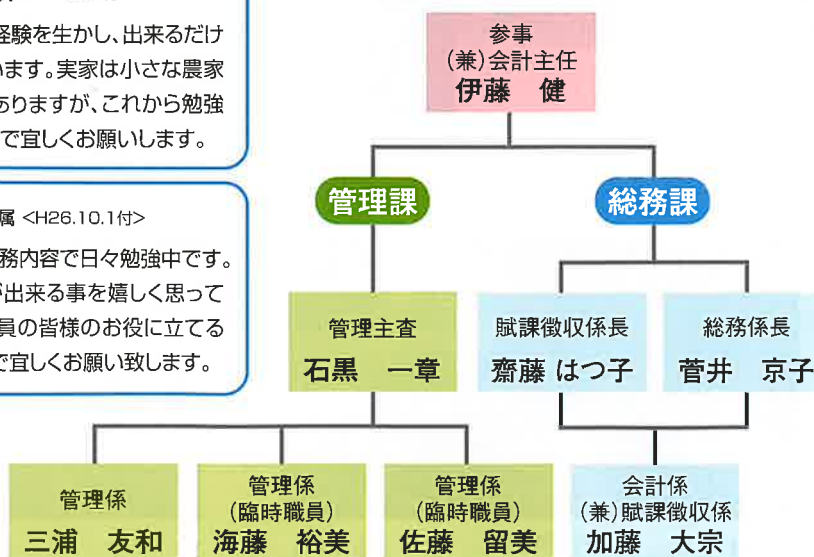 経験を生かし、出来るだけ
います。実家は小さな農家
ありますが、これから勉強
で宜しくお願いします。
属 <H26.10.1付>
務内容で日々勉強中です。
が出来る事を嬉しく思って
員の皆様のお役に立てる
で宜しくお願い致します。
参事
(兼)会計主任
伊藤　健
管理課
総務課
管理主査
石黒　一章
賦課徴収係長
齋藤 はつ子
総務係長
菅井　京子
管理係
三浦　友和
管理係
(臨時職員)
海藤　裕美
管理係
(臨時職員)
佐藤　留美
会計係
(兼)賦課徴収係
加藤　大宗